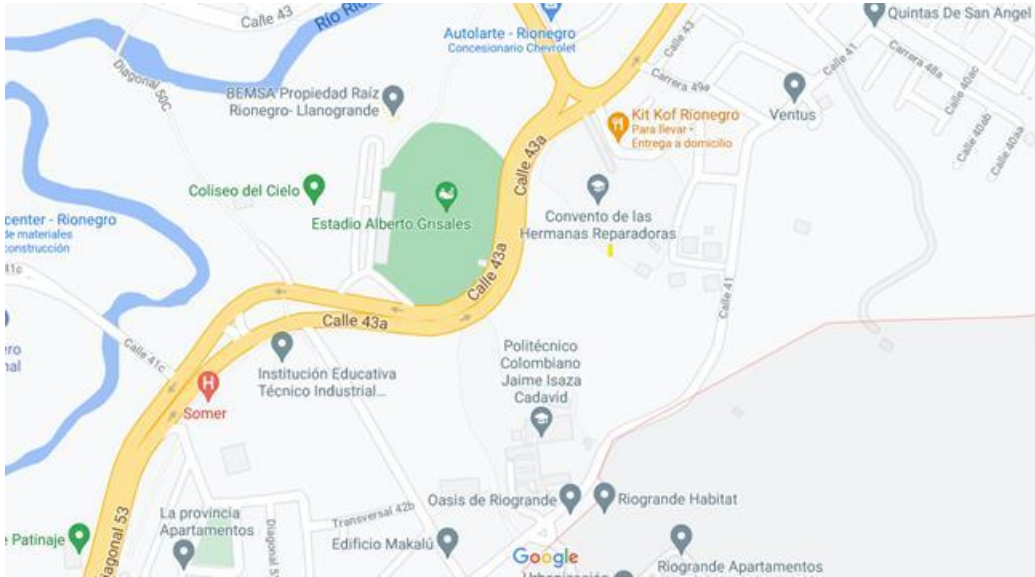 Calle 43
Río
Autolarte - Rionegro
Concesionario Chevrolet
Quintas De San Angel
Calle 43
Calle 41
Carrera 48a
Calle 40ac
Diagonal 50C
BEMSA Propiedad Raíz
Rionegro- Llanogrande
Carrera 49a
Ventus
Kit Kof Rionegro
Para llevar •
Entrega a domicilio
Calle 40ab
Calle 40aa
Calle 43a
Coliseo del Cielo
Estadio Alberto Grisales
Convento de las
Hermanas Reparadoras
center - Rionegro
de materiales
construcción
41c
Calle 43a
Calle 41
Calle 43a
Calle 41c
Politécnico
Colombiano
Jaime Isaza
Cadavid
Institución Educativa
Técnico Industrial...
ero
nal
H
Somer
Oasis de Riogrande
Riogrande Habitat
La provincia
Apartamentos
Transversal 42b
Diagonal 5
Edificio Makalú
e Patinaje
Diagonal 53
Google
Riogrande Apartamentos